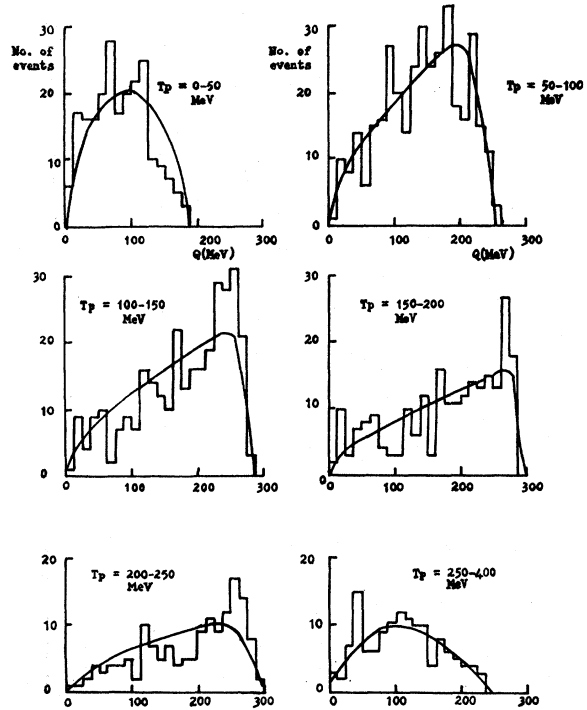 30
No. of
events
20
10
0
Tp = 0-50
MeV
0 100 200 300
Q(MeV)
30
No. of
events
20
10
0
Tp = 50-100
MeV
0 100 200 300
Q(MeV)
30
20
10
0
Tp = 100-150
MeV
0 100 200 300
30
20
10
0
Tp = 150-200
MeV
0 100 200 300
20
10
0
Tp = 200-250
MeV
0 100 200 300
20
10
0
Tp = 250-400
MeV
0 100 200 300